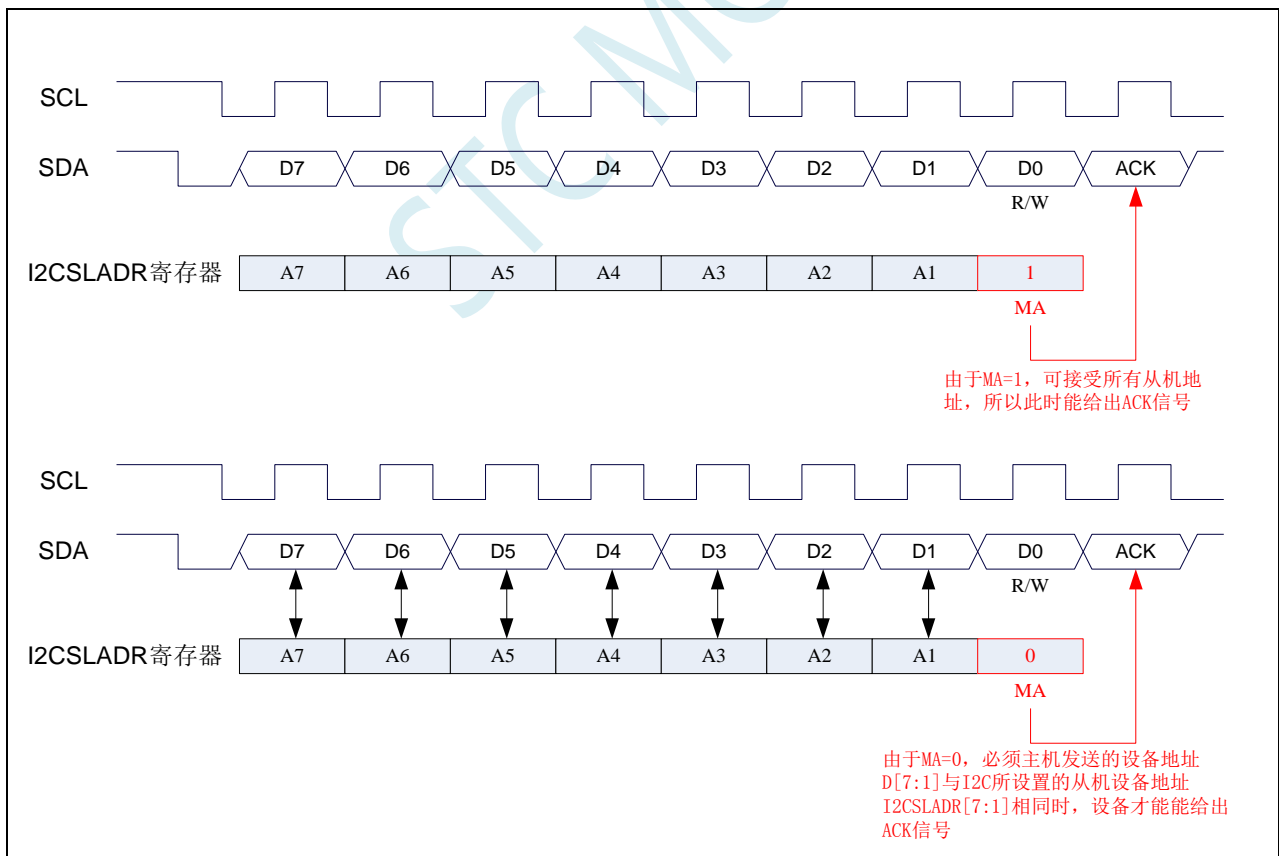 STC MC
SCL
SDA D7 D6 D5 D4 D3 D2 D1 D0 ACK
R/W
I2CSLADR寄存器 A7 A6 A5 A4 A3 A2 A1 1
MA
由于MA=1，可接受所有从机地
址，所以此时能给出ACK信号
SCL
SDA D7 D6 D5 D4 D3 D2 D1 D0 ACK
R/W
I2CSLADR寄存器 A7 A6 A5 A4 A3 A2 A1 0
MA
由于MA=0，必须主机发送的设备地址
D[7:1]与I2C所设置的从机设备地址
I2CSLADR[7:1]相同时，设备才能能给出
ACK信号